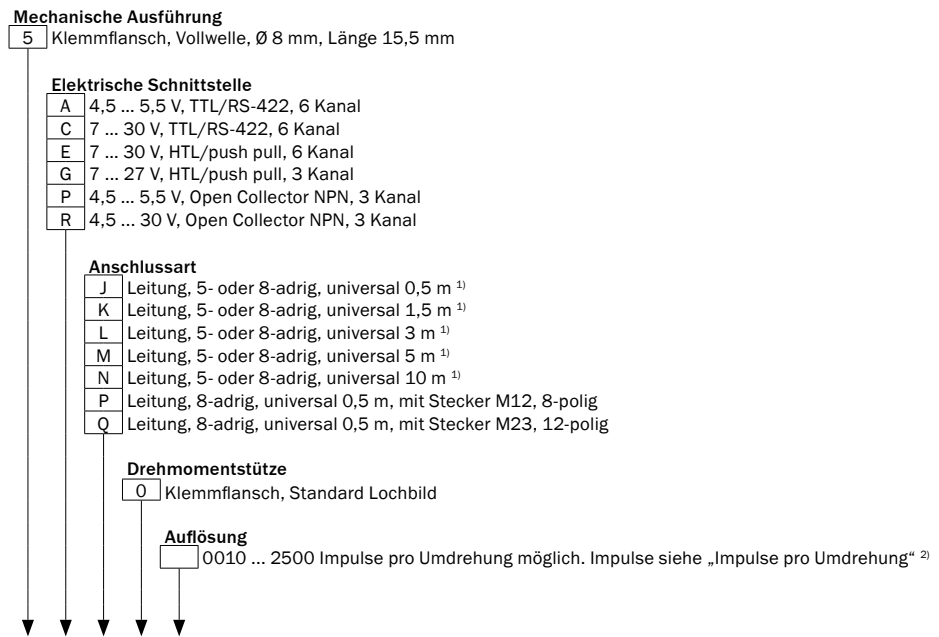 Mechanische Ausführung
5 Klemmflansch, Vollwelle, Ø 8 mm, Länge 15,5 mm
Elektrische Schnittstelle
A 4,5 ... 5,5 V, TTL/RS-422, 6 Kanal
C 7 ... 30 V, TTL/RS-422, 6 Kanal
E 7 ... 30 V, HTL/push pull, 6 Kanal
G 7 ... 27 V, HTL/push pull, 3 Kanal
P 4,5 ... 5,5 V, Open Collector NPN, 3 Kanal
R 4,5 ... 30 V, Open Collector NPN, 3 Kanal
Anschlussart
J Leitung, 5- oder 8-adrig, universal 0,5 m 1)
K Leitung, 5- oder 8-adrig, universal 1,5 m 1)
L Leitung, 5- oder 8-adrig, universal 3 m 1)
M Leitung, 5- oder 8-adrig, universal 5 m 1)
N Leitung, 5- oder 8-adrig, universal 10 m 1)
P Leitung, 8-adrig, universal 0,5 m, mit Stecker M12, 8-polig
Q Leitung, 8-adrig, universal 0,5 m, mit Stecker M23, 12-polig
Drehmomentstütze
0 Klemmflansch, Standard Lochbild
Auflösung
0010 ... 2500 Impulse pro Umdrehung möglich. Impulse siehe „Impulse pro Umdrehung“ 2)